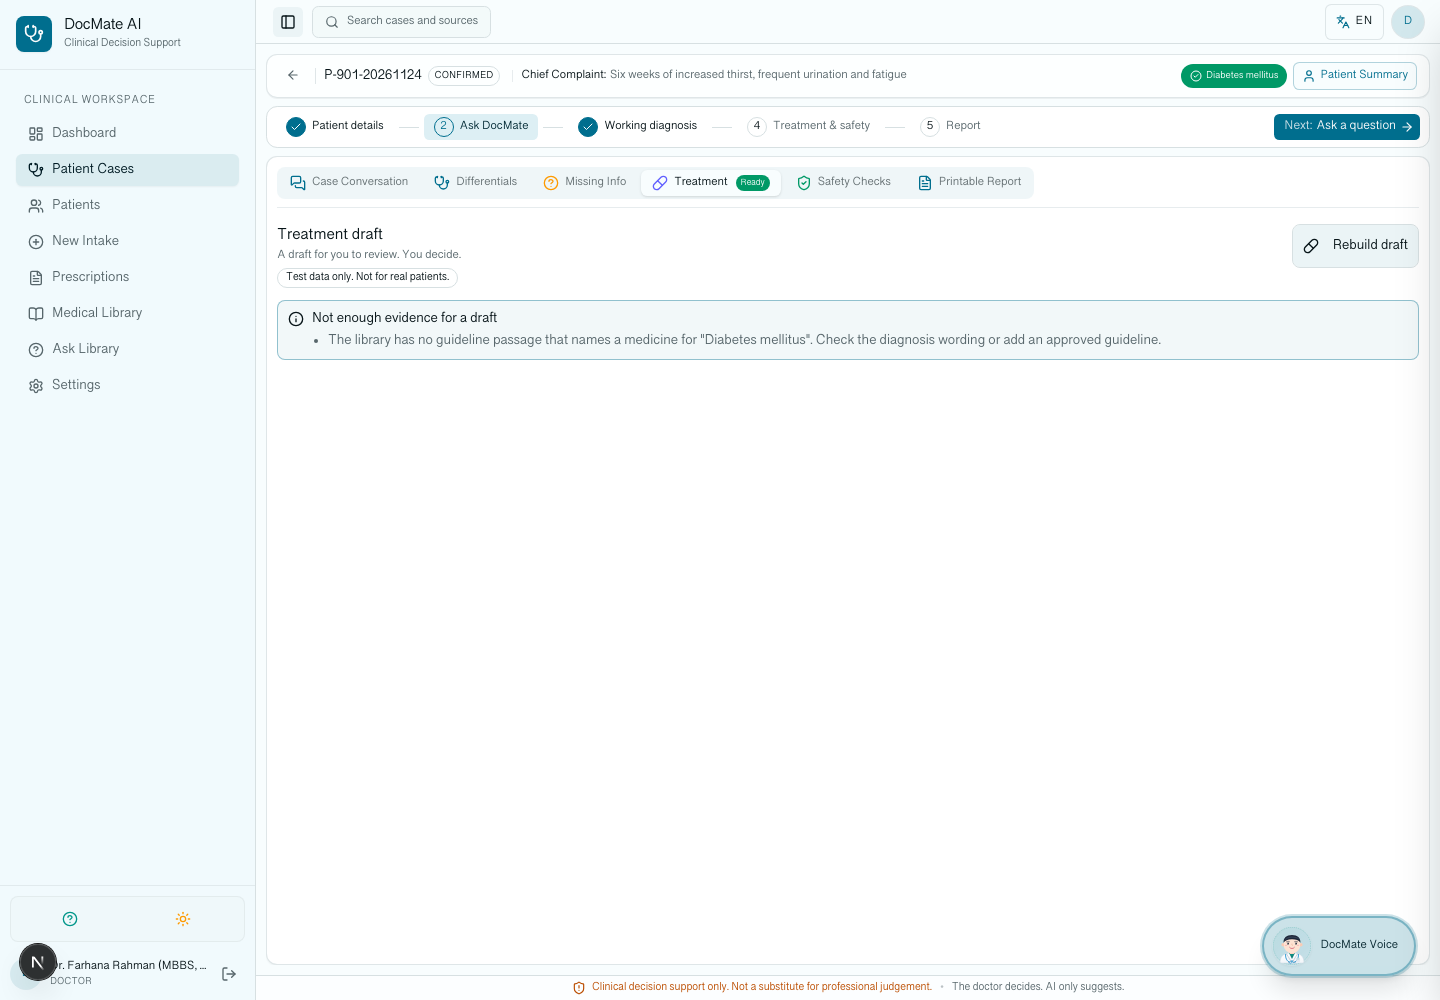 DocMate AI
Clinical Decision Support
CLINICAL WORKSPACE
Dashboard
Patient Cases
Patients
New Intake
Prescriptions
Medical Library
Ask Library
Settings
N
r. Farhana Rahman (MBBS, ...
DOCTOR
Search cases and sources
EN
D
P-901-20261124
CONFIRMED
Chief Complaint: Six weeks of increased thirst, frequent urination and fatigue
Diabetes mellitus
Patient Summary
Patient details
2 Ask DocMate
Working diagnosis
4 Treatment & safety
5 Report
Next: Ask a question
Case Conversation
Differentials
Missing Info
Treatment Ready
Safety Checks
Printable Report
Treatment draft
A draft for you to review. You decide.
Test data only. Not for real patients.
Rebuild draft
Not enough evidence for a draft
• The library has no guideline passage that names a medicine for "Diabetes mellitus". Check the diagnosis wording or add an approved guideline.
DocMate Voice
Clinical decision support only. Not a substitute for professional judgement. • The doctor decides. AI only suggests.